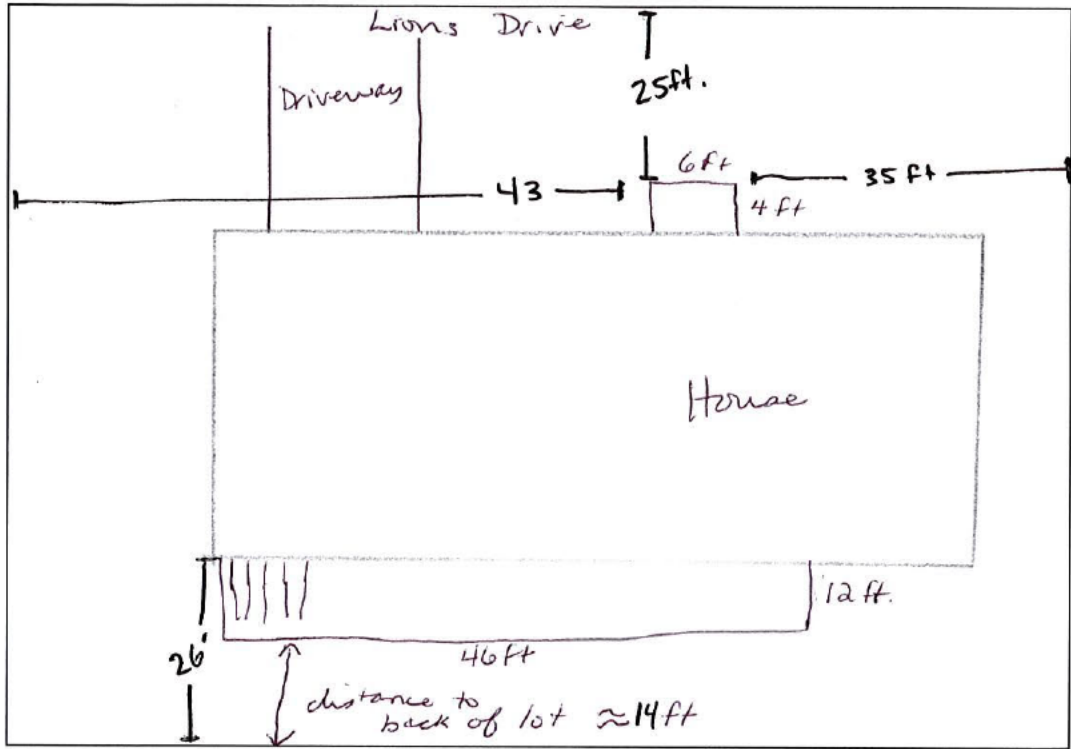 Lions Drive
Driveway
25ft.
6ft
43
35 ft
4 ft
House
12 ft.
26'
46ft
distance to
back of lot ≈14ft